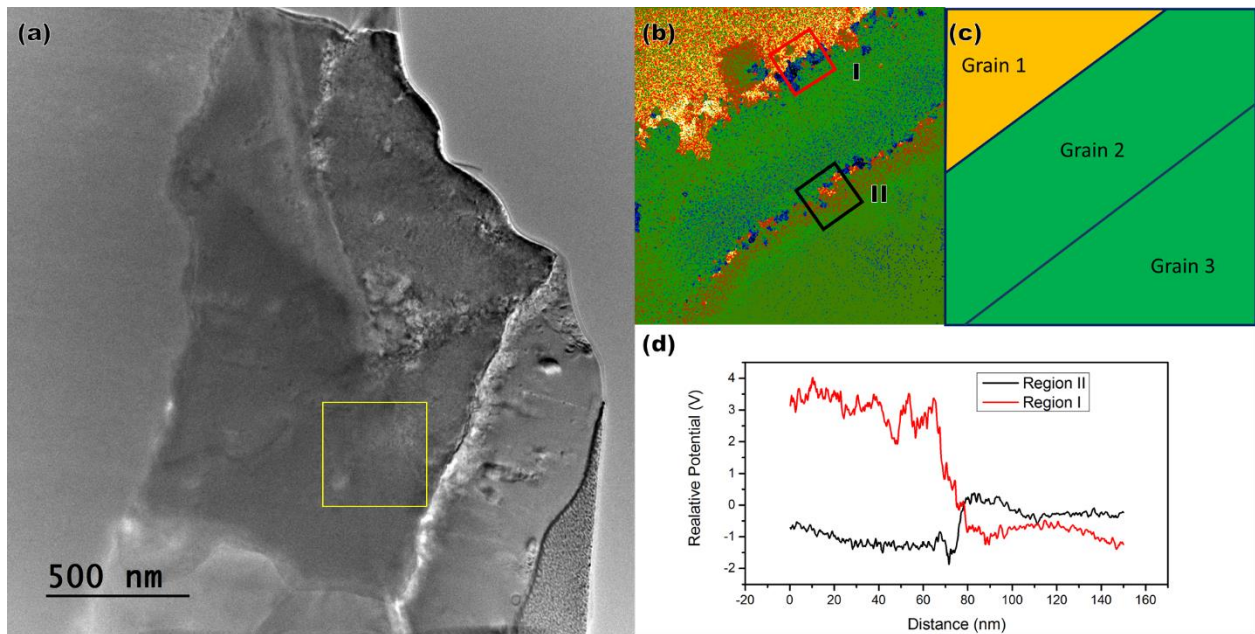 (a)
500 nm
(b)
I
II
(c)
Grain 1
Grain 2
Grain 3
(d)
Realative Potential (V)
4
3
2
1
0
-1
-2
Region II
Region I
-20 0 20 40 60 80 100 120 140 160
Distance (nm)